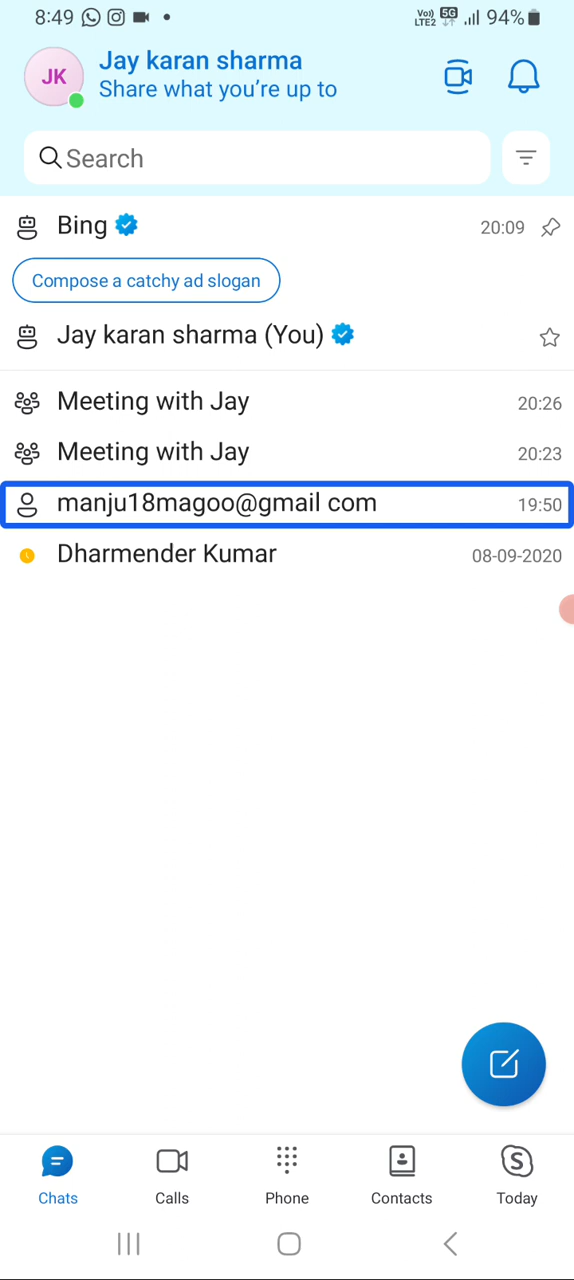 8:49 Vo) LTE2 5G 94%
JK Jay karan sharma
Share what you’re up to
Search
Bing 20:09
Compose a catchy ad slogan
Jay karan sharma (You)
Meeting with Jay 20:26
Meeting with Jay 20:23
manju18magoo@gmail com 19:50
Dharmender Kumar 08-09-2020
Chats Calls Phone Contacts Today